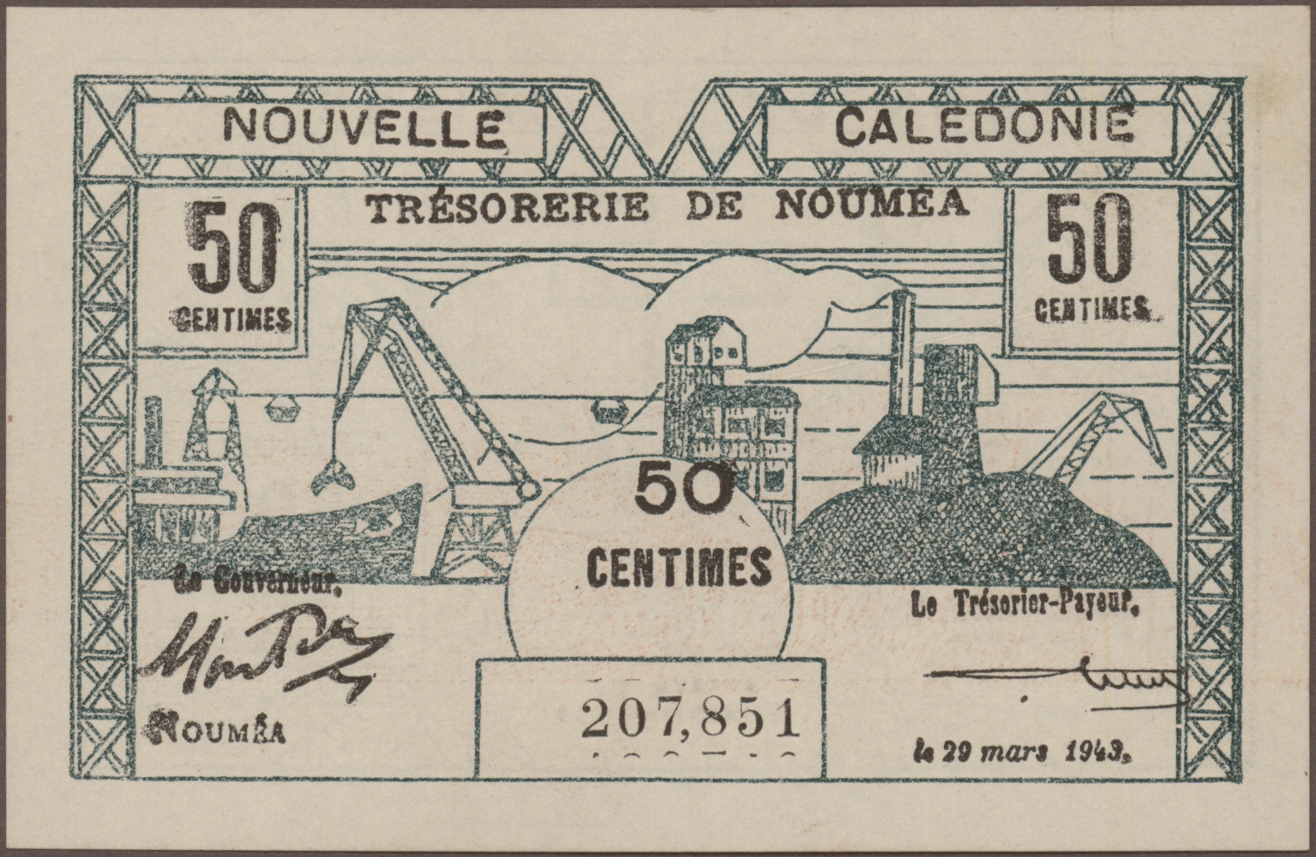 NOUVELLE CALEDONIE
TRÉSORERIE DE NOUMÉA
50
CENTIMES
50
CENTIMES
50
CENTIMES
Le Gouverneur.
Le Trésorier-Payeur.
NOUMÉA
207,851
le 29 mars 1943.